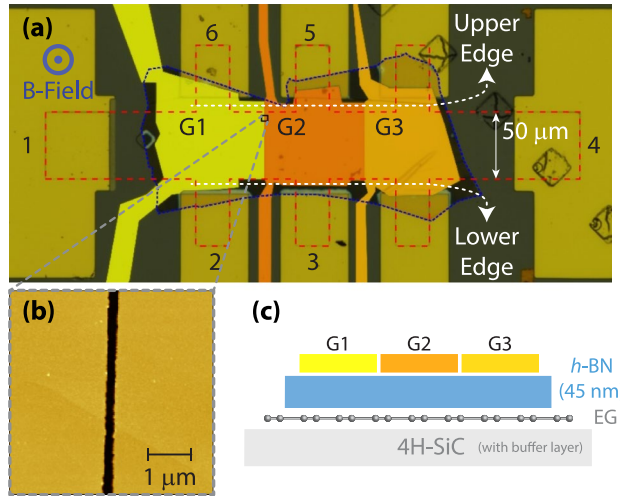 (a)
6
5
Upper
Edge
B-Field
G1
G2
G3
50 μm
1
4
2
3
Lower
Edge
(b)
1 μm
(c)
G1
G2
G3
h-BN
(45 nm
EG
4H-SiC (with buffer layer)